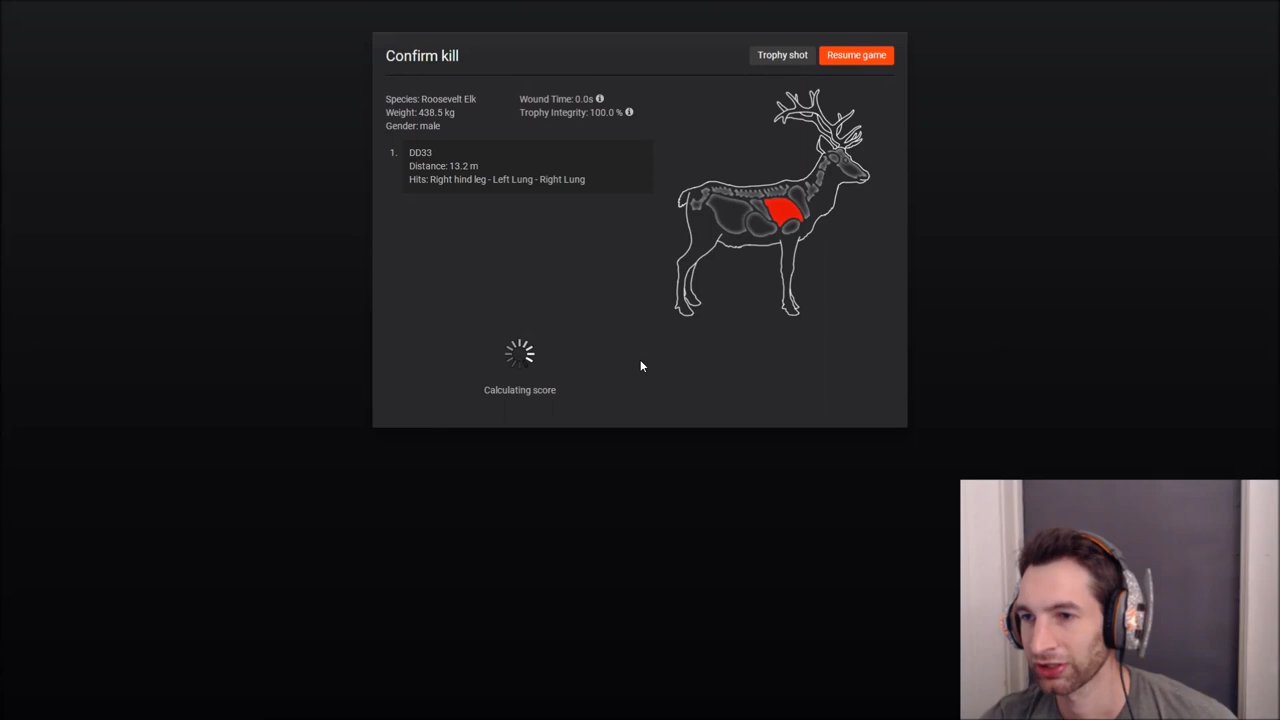 Confirm kill
Trophy shot
Resume game
Species: Roosevelt Elk
Weight: 438.5 kg
Gender: male
Wound Time: 0.0s
Trophy Integrity: 100.0 %
1.
DD33
Distance: 13.2 m
Hits: Right hind leg - Left Lung - Right Lung
Calculating score